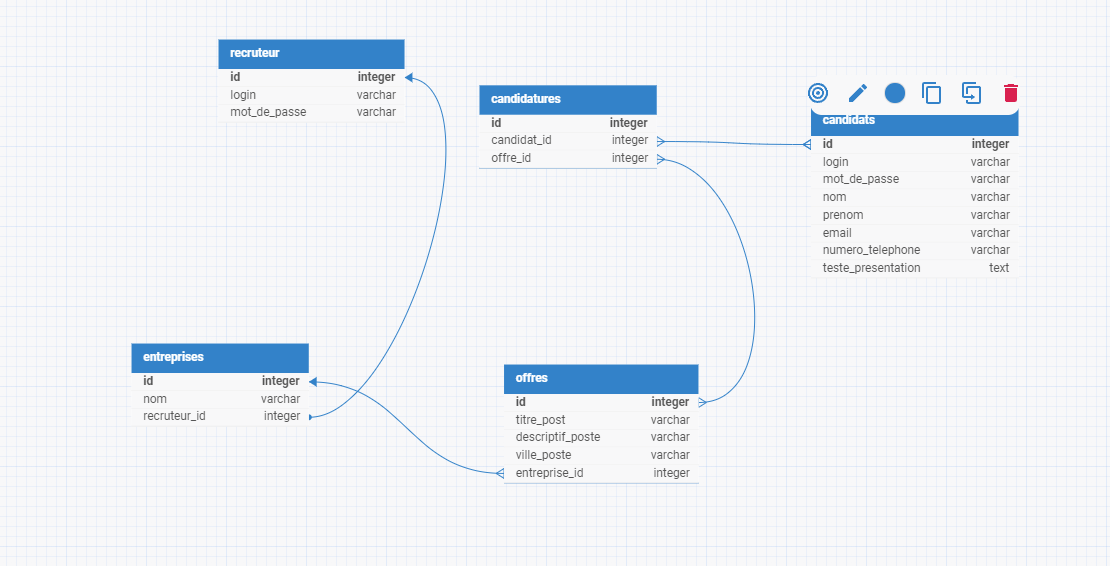 recruteur
id integer
login varchar
mot_de_passe varchar
candidatures
id integer
candidat_id integer
offre_id integer
candidats
id integer
login varchar
mot_de_passe varchar
nom varchar
prenom varchar
email varchar
numero_telephone varchar
teste_presentation text
entreprises
id integer
nom varchar
recruteur_id integer
offres
id integer
titre_post varchar
descriptif_poste varchar
ville_poste varchar
entreprise_id integer